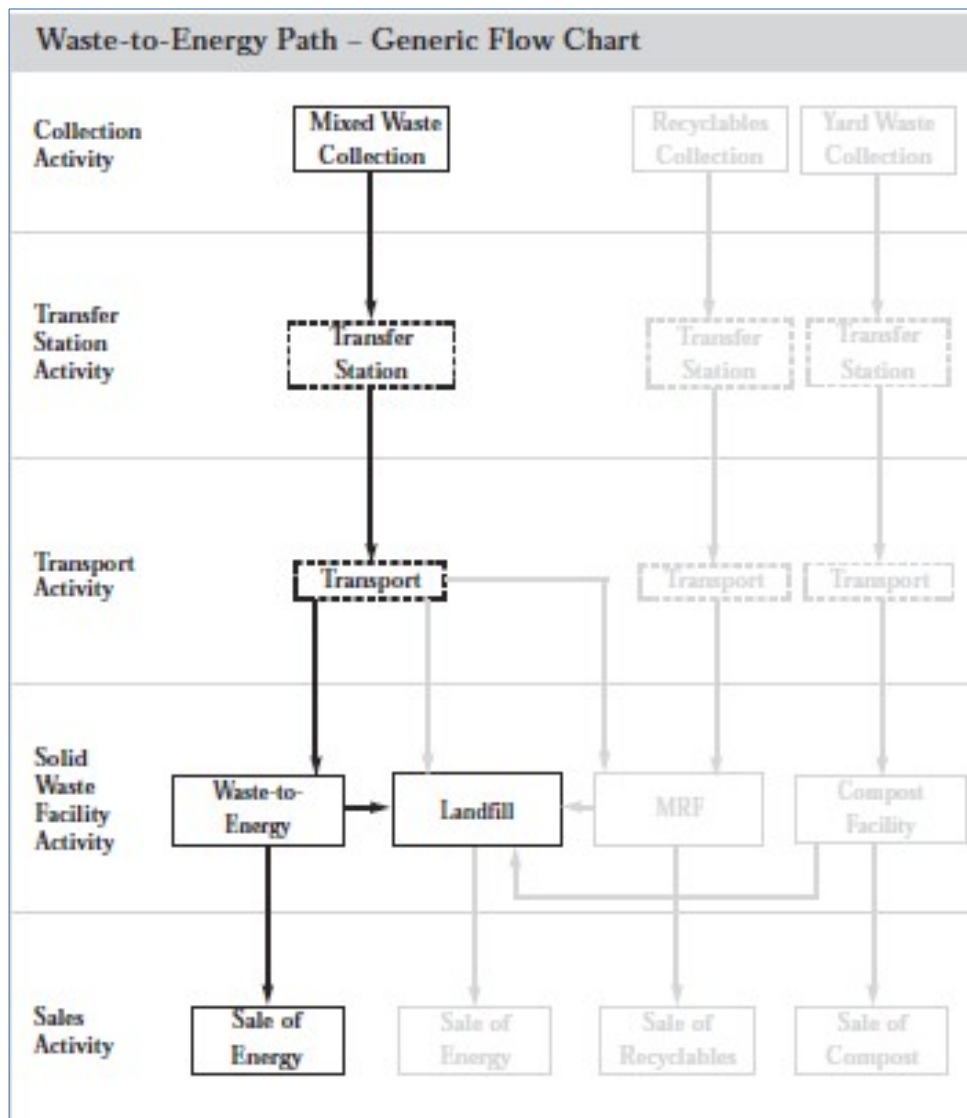 Waste-to-Energy Path – Generic Flow Chart
Collection
Activity
Mixed Waste
Collection
Recyclables
Collection
Yard Waste
Collection
Transfer
Station
Activity
Transfer
Station
Transfer
Station
Transfer
Station
Transport
Activity
Transport
Transport
Transport
Solid
Waste
Facility
Activity
Waste-to-
Energy
Landfill
MRF
Compost
Facility
Sales
Activity
Sale of
Energy
Sale of
Energy
Sale of
Recyclables
Sale of
Compost